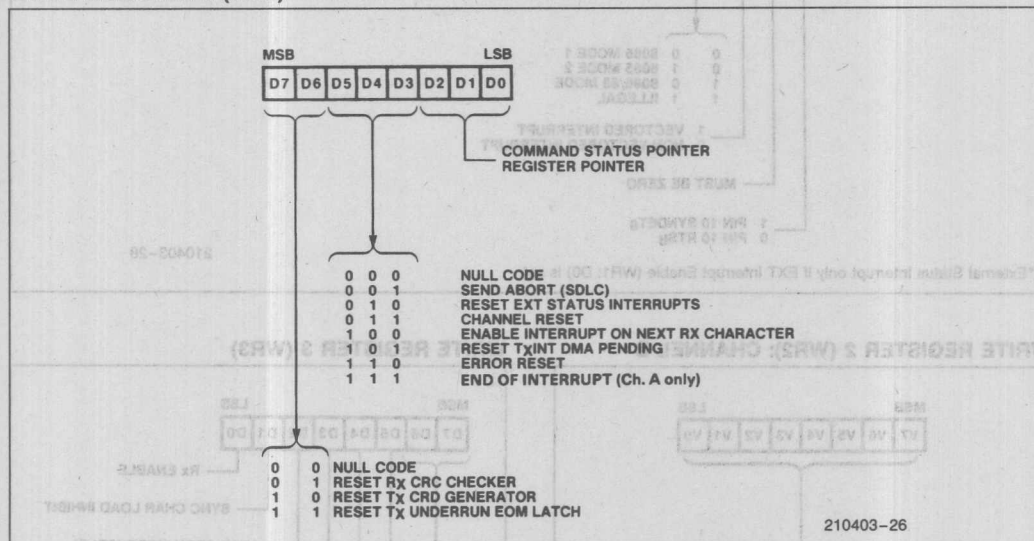 MSB LSB
D7 D6 D5 D4 D3 D2 D1 D0
COMMAND STATUS POINTER
REGISTER POINTER
0 0 0 NULL CODE
0 0 1 SEND ABORT (SDLC)
0 1 0 RESET EXT STATUS INTERRUPTS
0 1 1 CHANNEL RESET
1 0 0 ENABLE INTERRUPT ON NEXT RX CHARACTER
1 0 1 RESET TXINT DMA PENDING
1 1 0 ERROR RESET
1 1 1 END OF INTERRUPT (Ch. A only)
0 0 NULL CODE
0 1 RESET RX CRC CHECKER
1 0 RESET TX CRD GENERATOR
1 1 RESET TX UNDERRUN EOM LATCH
210403-26